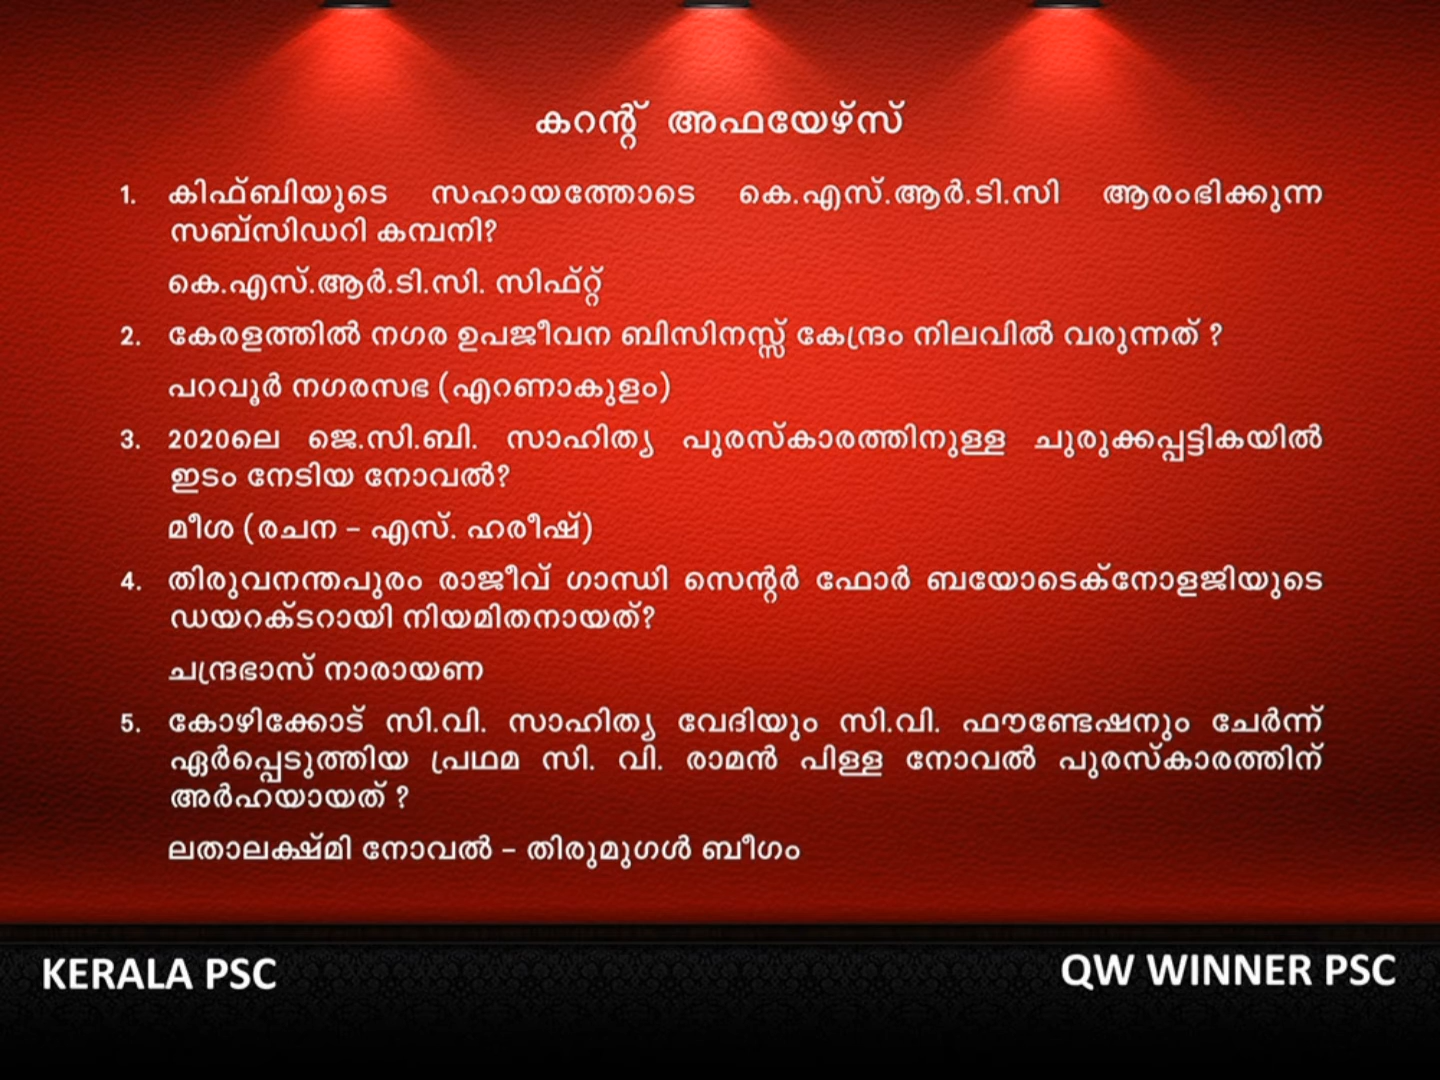 കറന്റ് അഫയേഴ്സ്
1. കിഫ്ബിയുടെ സഹായത്തോടെ കെ.എസ്.ആർ.ടി.സി ആരംഭിക്കുന്ന
സബ്സിഡറി കമ്പനി?
കെ.എസ്.ആർ.ടി.സി. സിഫ്റ്റ്
2. കേരളത്തിൽ നഗര ഉപജീവന ബിസിനസ്സ് കേന്ദ്രം നിലവിൽ വരുന്നത് ?
പറവൂർ നഗരസഭ (എറണാകുളം)
3. 2020ലെ ജെ.സി.ബി. സാഹിത്യ പുരസ്കാരത്തിനുള്ള ചുരുക്കപ്പട്ടികയിൽ
ഇടം നേടിയ നോവൽ?
മീശ (രചന – എസ്. ഹരീഷ്)
4. തിരുവനന്തപുരം രാജീവ് ഗാന്ധി സെന്റർ ഫോർ ബയോടെക്നോളജിയുടെ
ഡയറക്ടറായി നിയമിതനായത്?
ചന്ദ്രഭാസ് നാരായണ
5. കോഴിക്കോട് സി.വി. സാഹിത്യ വേദിയും സി.വി. ഫൗണ്ടേഷനും ചേർന്ന്
ഏർപ്പെടുത്തിയ പ്രഥമ സി. വി. രാമൻ പിള്ള നോവൽ പുരസ്കാരത്തിന്
അർഹയായത് ?
ലതാലക്ഷ്മി നോവൽ – തിരുമുഗൾ ബീഗം
KERALA PSC
QW WINNER PSC